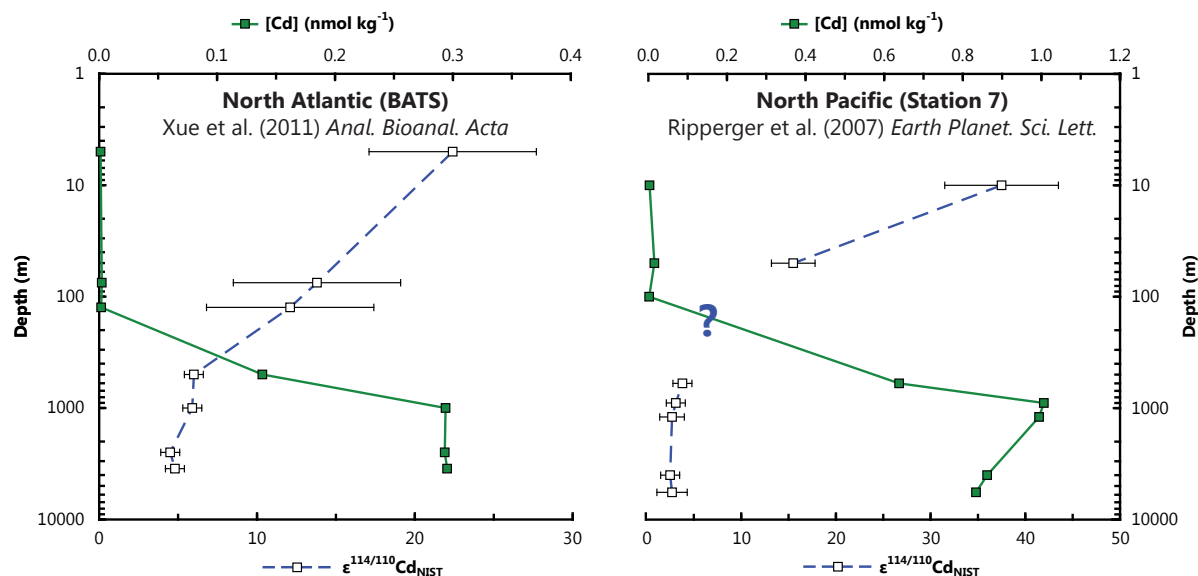 [Cd] (nmol kg⁻¹)
0.0 0.1 0.2 0.3 0.4
1
10
100
1000
10000
Depth (m)
North Atlantic (BATS)
Xue et al. (2011) Anal. Bioanal. Acta
0 10 20 30
ε¹¹⁴/¹¹⁰Cd_NIST
[Cd] (nmol kg⁻¹)
0.0 0.2 0.4 0.6 0.8 1.0 1.2
North Pacific (Station 7)
Ripperger et al. (2007) Earth Planet. Sci. Lett.
?
1
10
100
1000
10000
Depth (m)
0 10 20 30 40 50
ε¹¹⁴/¹¹⁰Cd_NIST